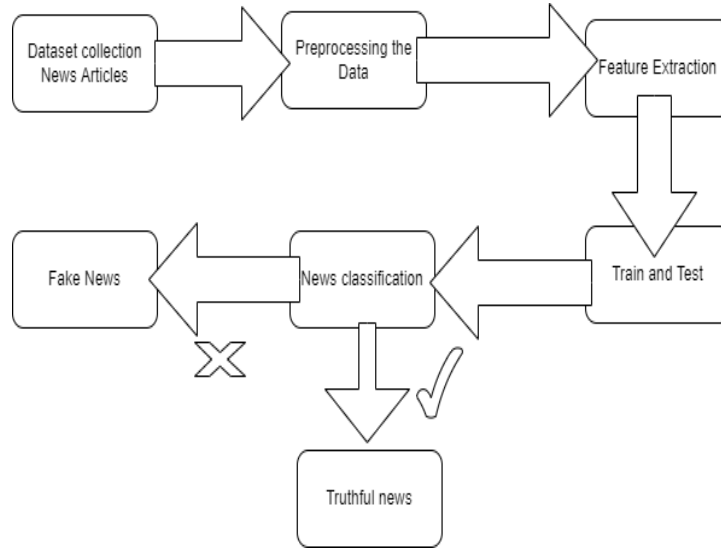 Dataset collection
News Articles
Preprocessing the
Data
Feature Extraction
Train and Test
News classification
Fake News
Truthful news